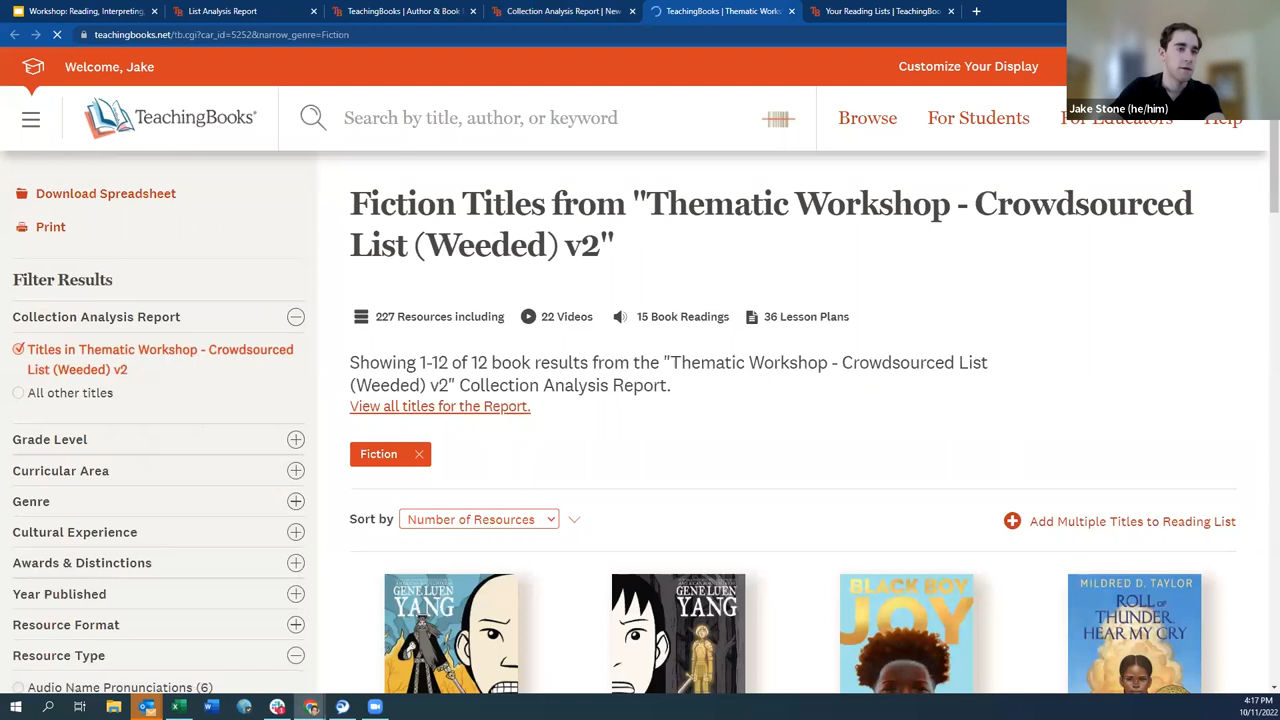 Workshop: Reading, Interpreting,
List Analysis Report
TeachingBooks | Author & Book
Collection Analysis Report | New
TeachingBooks | Thematic Works
Your Reading Lists | TeachingBo
teachingbooks.net/tb.cgi?car_id=5252&narrow_genre=Fiction
Jake Stone (he/him)
Welcome, Jake
Customize Your Display
TeachingBooks
Search by title, author, or keyword
Browse
For Students
For Educators
Help
Download Spreadsheet
Print
Filter Results
Collection Analysis Report
Titles in Thematic Workshop - Crowdsourced
List (Weeded) v2
All other titles
Grade Level
Curricular Area
Genre
Cultural Experience
Awards & Distinctions
Year Published
Resource Format
Resource Type
Audio Name Pronunciations (6)
Fiction Titles from "Thematic Workshop - Crowdsourced
List (Weeded) v2"
227 Resources including 22 Videos 15 Book Readings 36 Lesson Plans
Showing 1-12 of 12 book results from the "Thematic Workshop - Crowdsourced List
(Weeded) v2" Collection Analysis Report.
View all titles for the Report.
Fiction
Sort by Number of Resources
Add Multiple Titles to Reading List
GENE LUEN
YANG
GENE LUEN
YANG
BLACK BOY
JOY
MILDRED D. TAYLOR
ROLL OF
THUNDER,
HEAR MY CRY
4:17 PM
10/11/2022